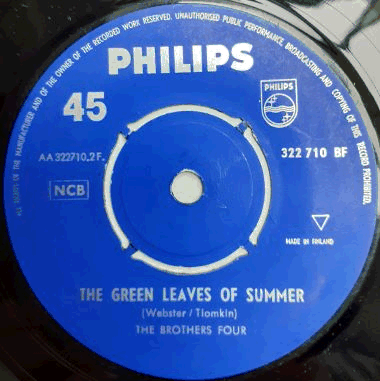 ALL RIGHTS OF THE MANUFACTURER AND OF THE OWNER OF THE RECORDED WORK RESERVED. UNAUTHORISED PUBLIC PERFORMANCE, BROADCASTING AND COPYING OF THIS RECORD PROHIBITED.
PHILIPS
45
PHILIPS
AA 322710.2 F.
322 710 BF
NCB
MADE IN FINLAND
THE GREEN LEAVES OF SUMMER
(Webster / Tiomkin)
THE BROTHERS FOUR